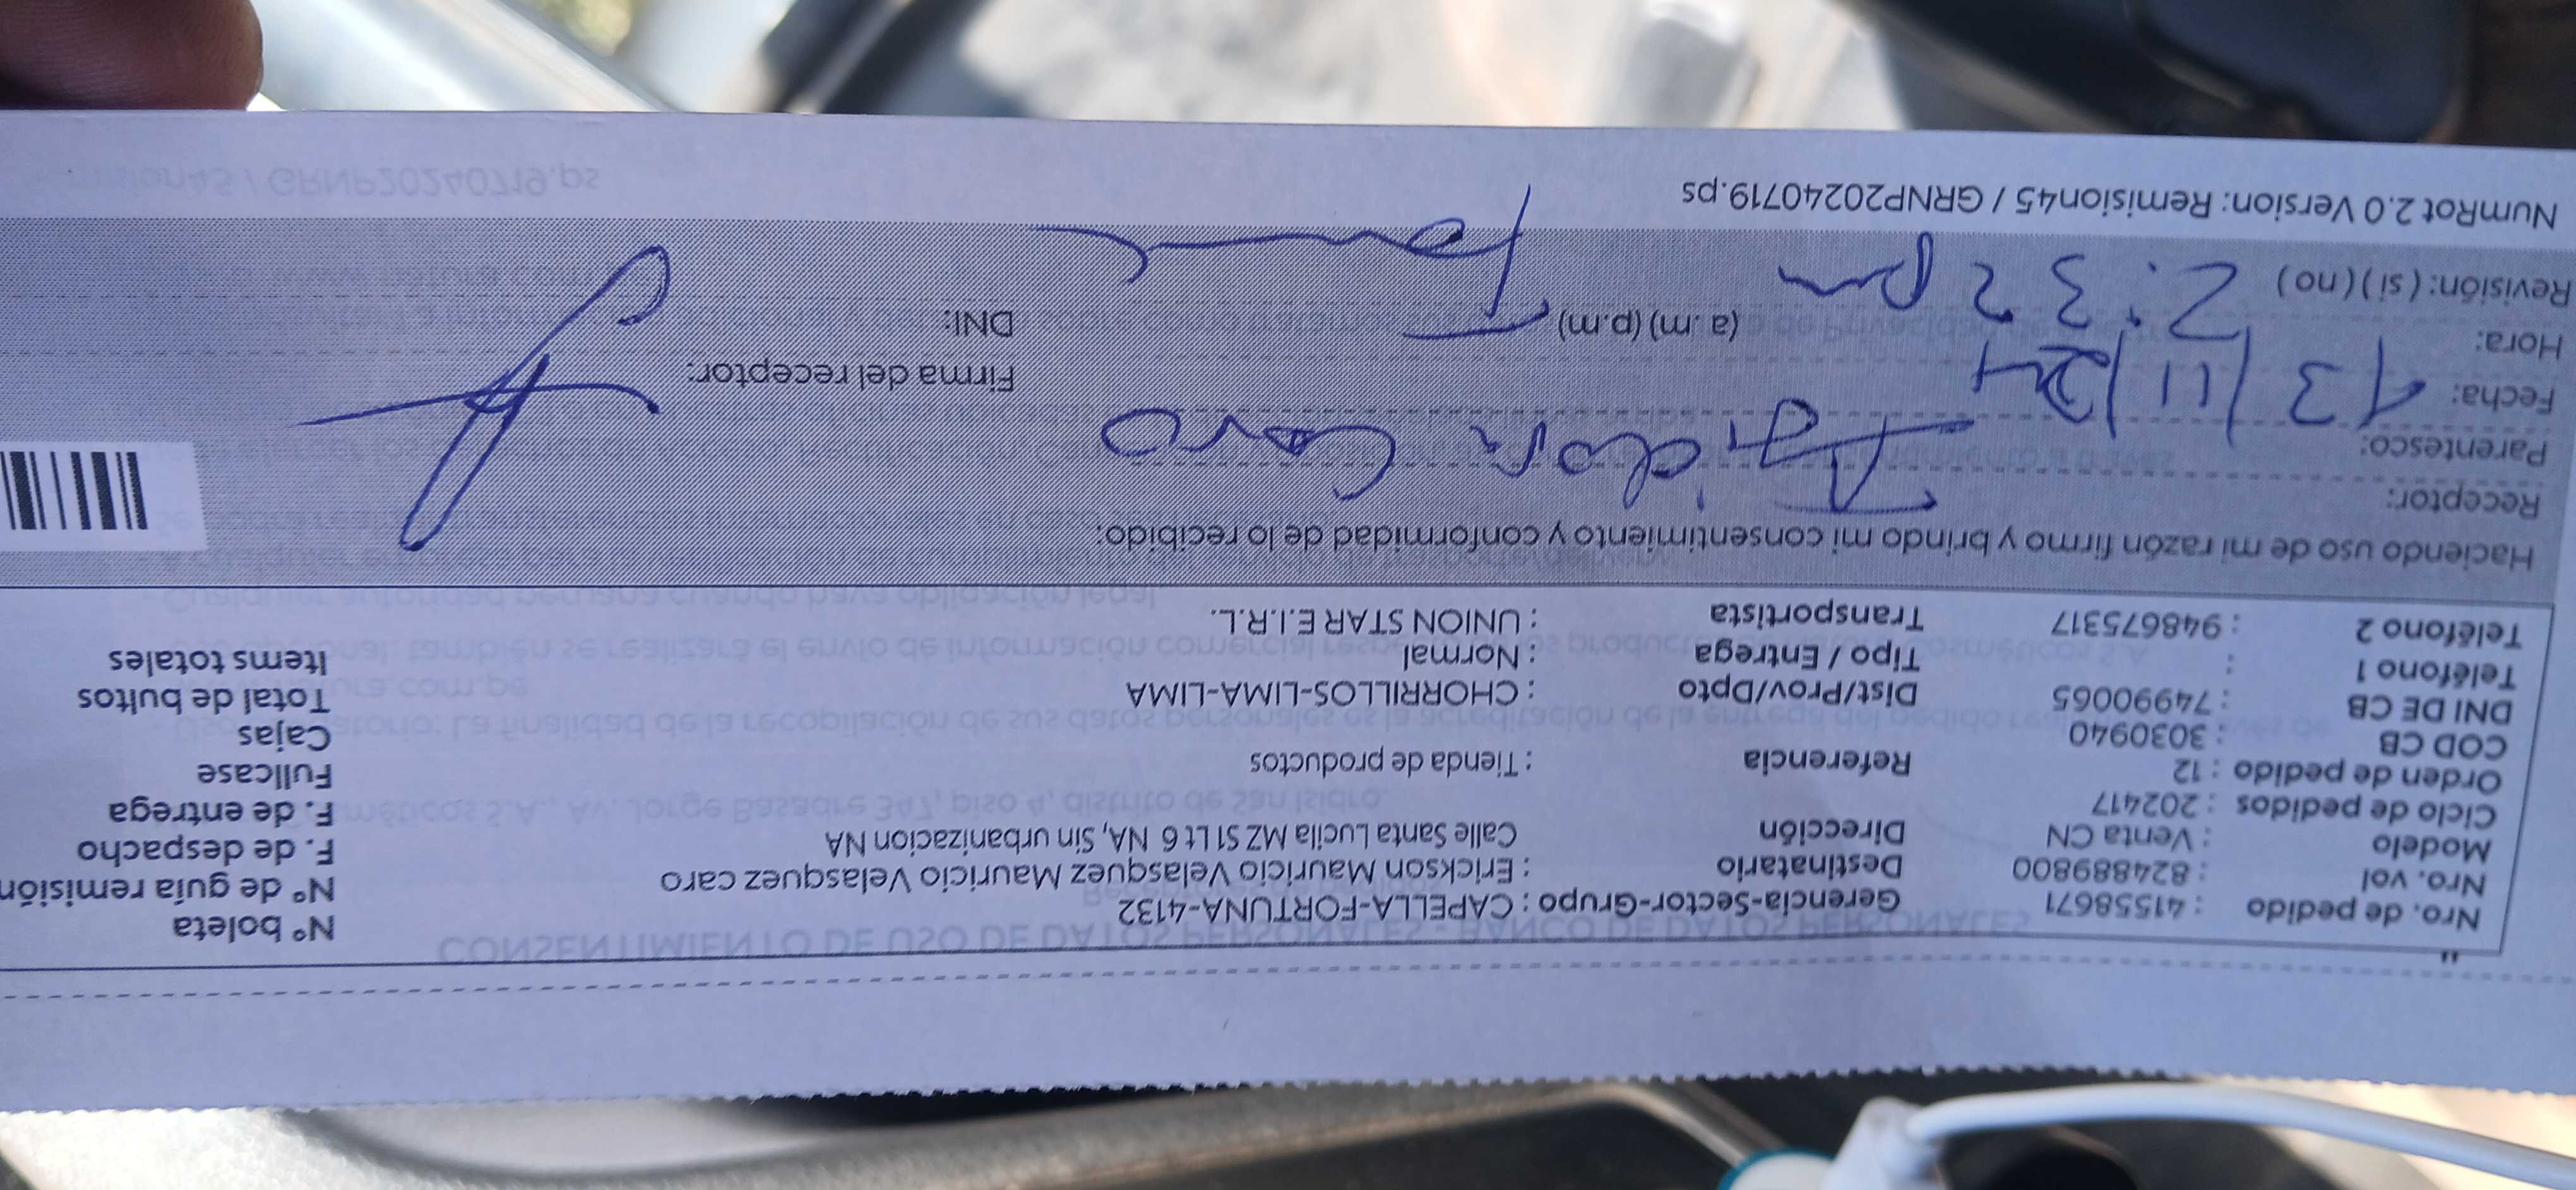 Nro. de pedido : 41558671 Gerencia-Sector-Grupo : CAPELLA-FORTUNA-4132 N° boleta
Nro. vol : 824889800 Destinatario : Erickson Mauricio Velasquez Mauricio Velasquez caro N° de guía remisión
Modelo : Venta CN Dirección Calle Santa Lucila MZ S1 Lt 6 NA, Sin urbanizacion NA F. de despacho
Ciclo de pedidos : 202417 F. de entrega
Orden de pedido : 12 Referencia : Tienda de productos Fullcase
COD CB : 3030940 Cajas
DNI DE CB : 74990065 Dist/Prov/Dpto : CHORRILLOS-LIMA-LIMA Total de bultos
Teléfono 1 : Tipo / Entrega : Normal Items totales
Teléfono 2 : 948675317 Transportista : UNION STAR E.I.R.L.
Haciendo uso de mi razón firmo y brindo mi consentimiento y conformidad de lo recibido:
Receptor: Caro
Parentesco:
Fecha: 13/11/24 Firma del receptor:
Hora: 2:32 pm (a.m) (p.m) DNI:
Revisión: (si) (no)
NumRot 2.0 Version: Remision45 / GRNP20240719.ps